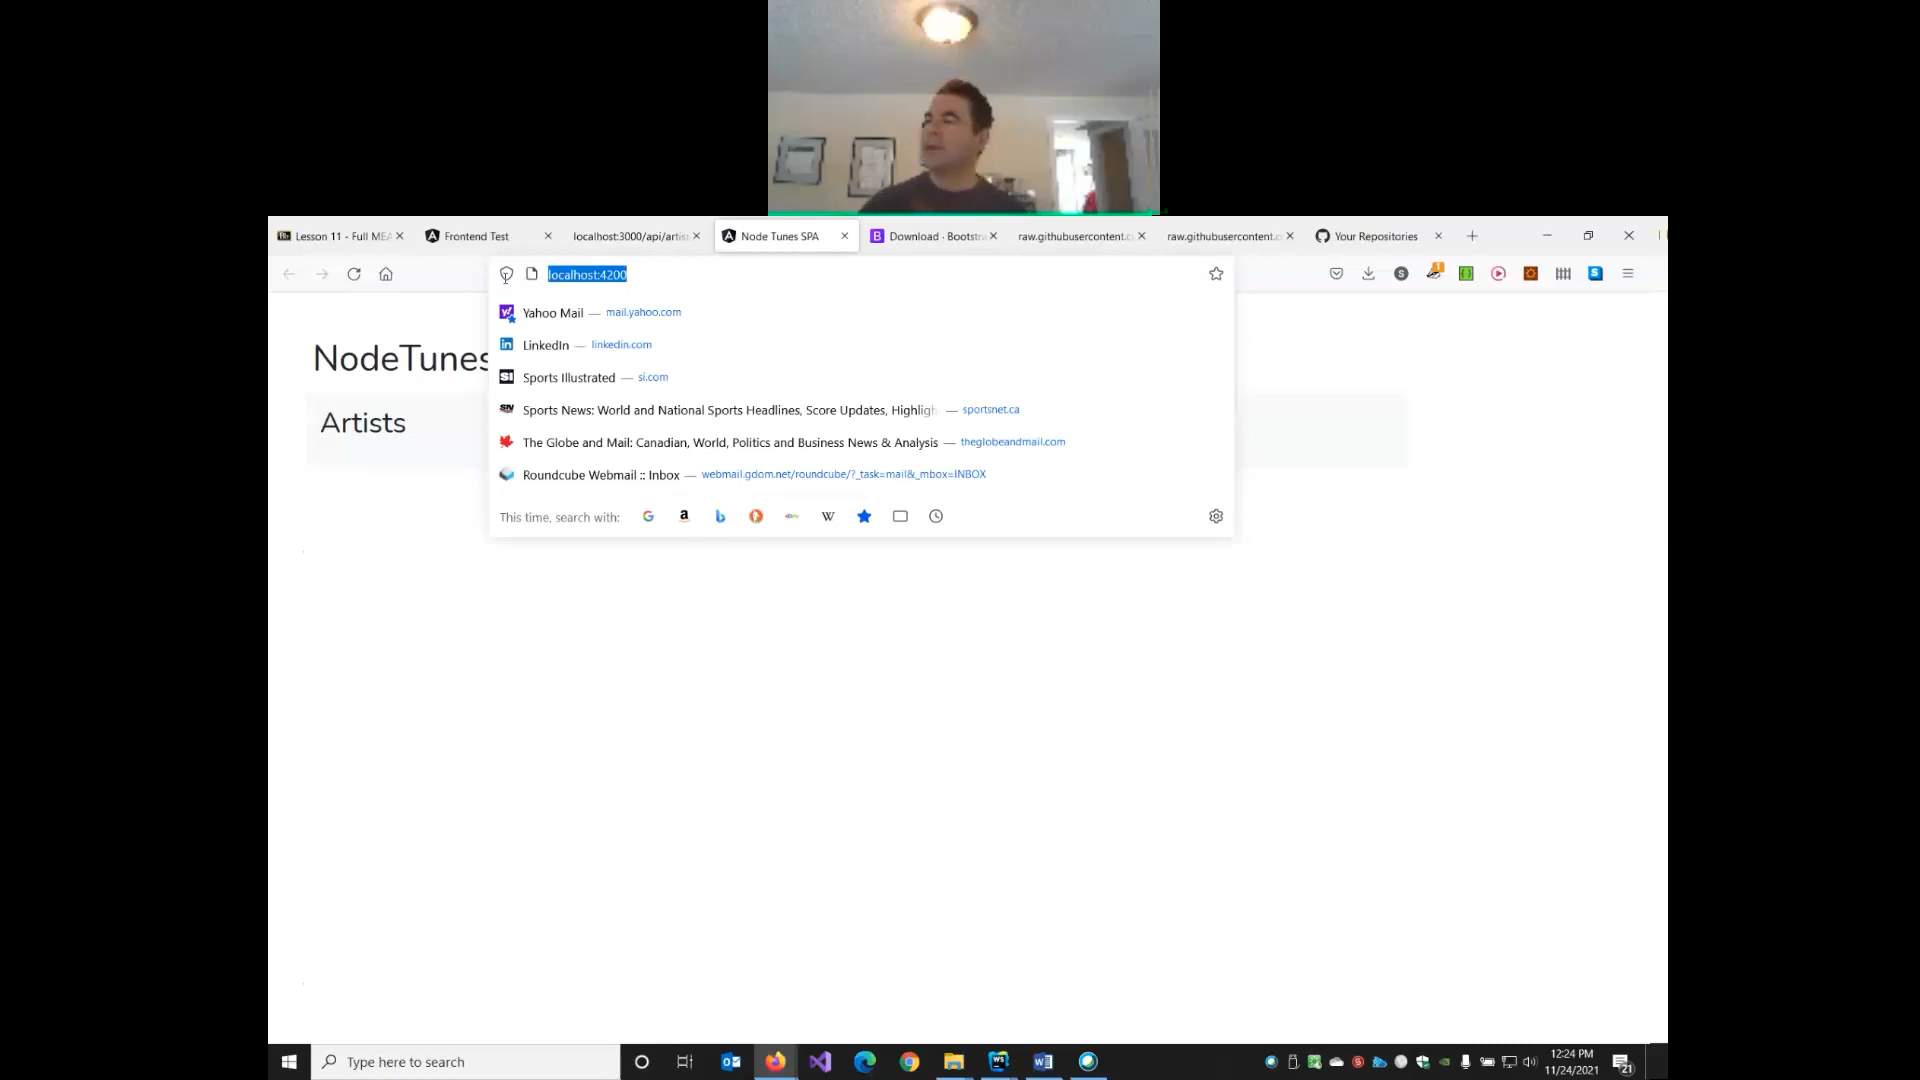 Lesson 11 - Full MEA
Frontend Test
localhost:3000/api/artis
Node Tunes SPA
Download · Bootstr
raw.githubusercontent.c
raw.githubusercontent.c
Your Repositories
localhost:4200
Yahoo Mail — mail.yahoo.com
LinkedIn — linkedin.com
Sports Illustrated — si.com
Sports News: World and National Sports Headlines, Score Updates, Highligh — sportsnet.ca
The Globe and Mail: Canadian, World, Politics and Business News & Analysis — theglobeandmail.com
Roundcube Webmail :: Inbox — webmail.gdom.net/roundcube/?_task=mail&_mbox=INBOX
This time, search with:
NodeTunes
Artists
Type here to search
12:24 PM
11/24/2021
21